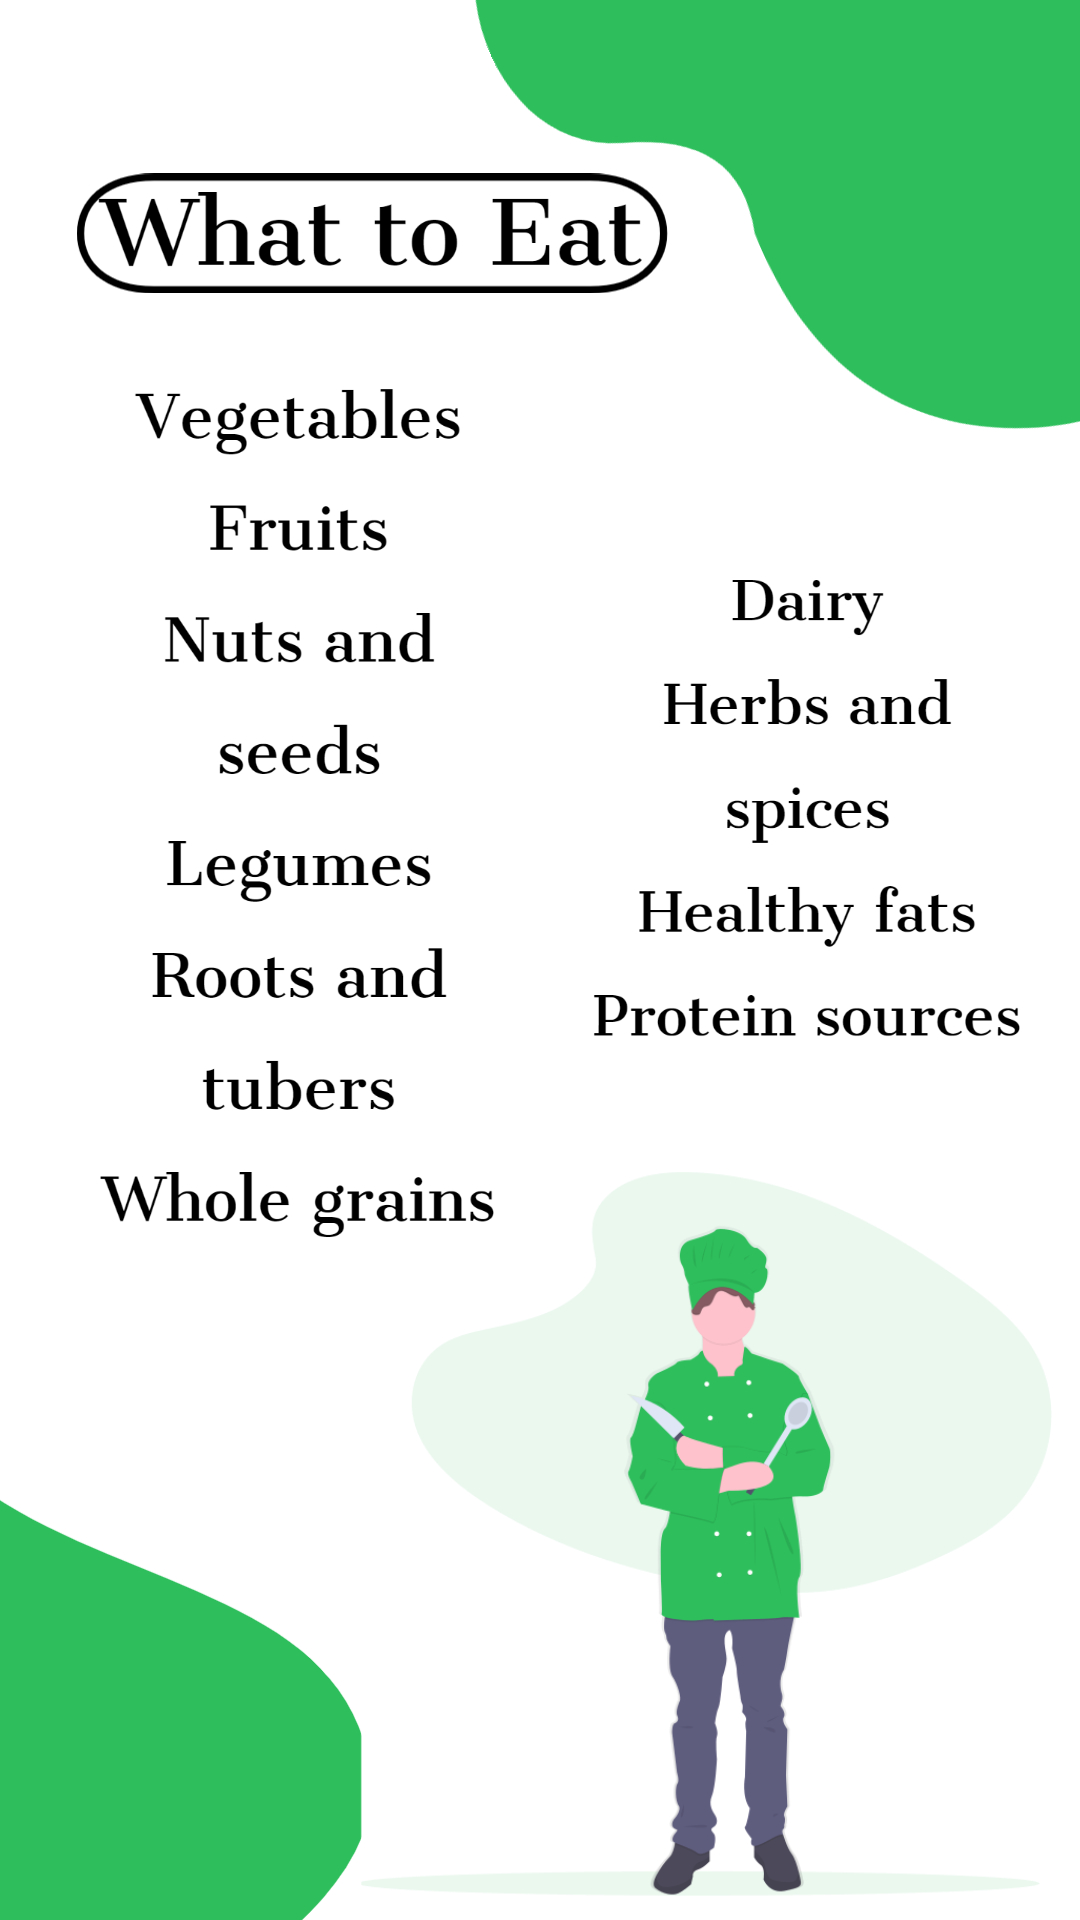 What to Eat
Vegetables
Fruits
Nuts and
seeds
Legumes
Roots and
tubers
Whole grains
Dairy
Herbs and
spices
Healthy fats
Protein sources